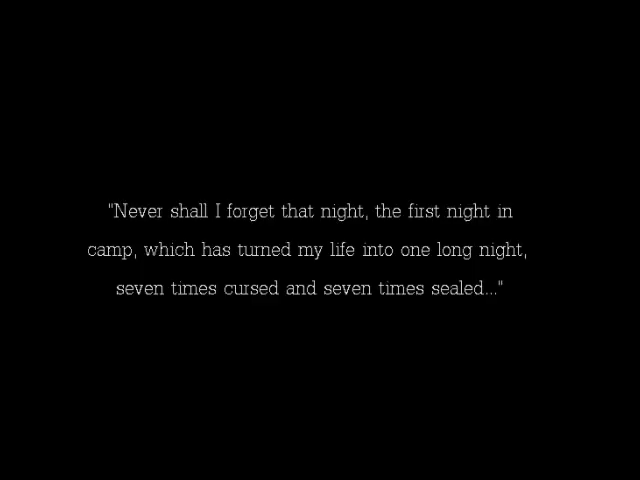 "Never shall I forget that night, the first night in
camp, which has turned my life into one long night,
seven times cursed and seven times sealed..."